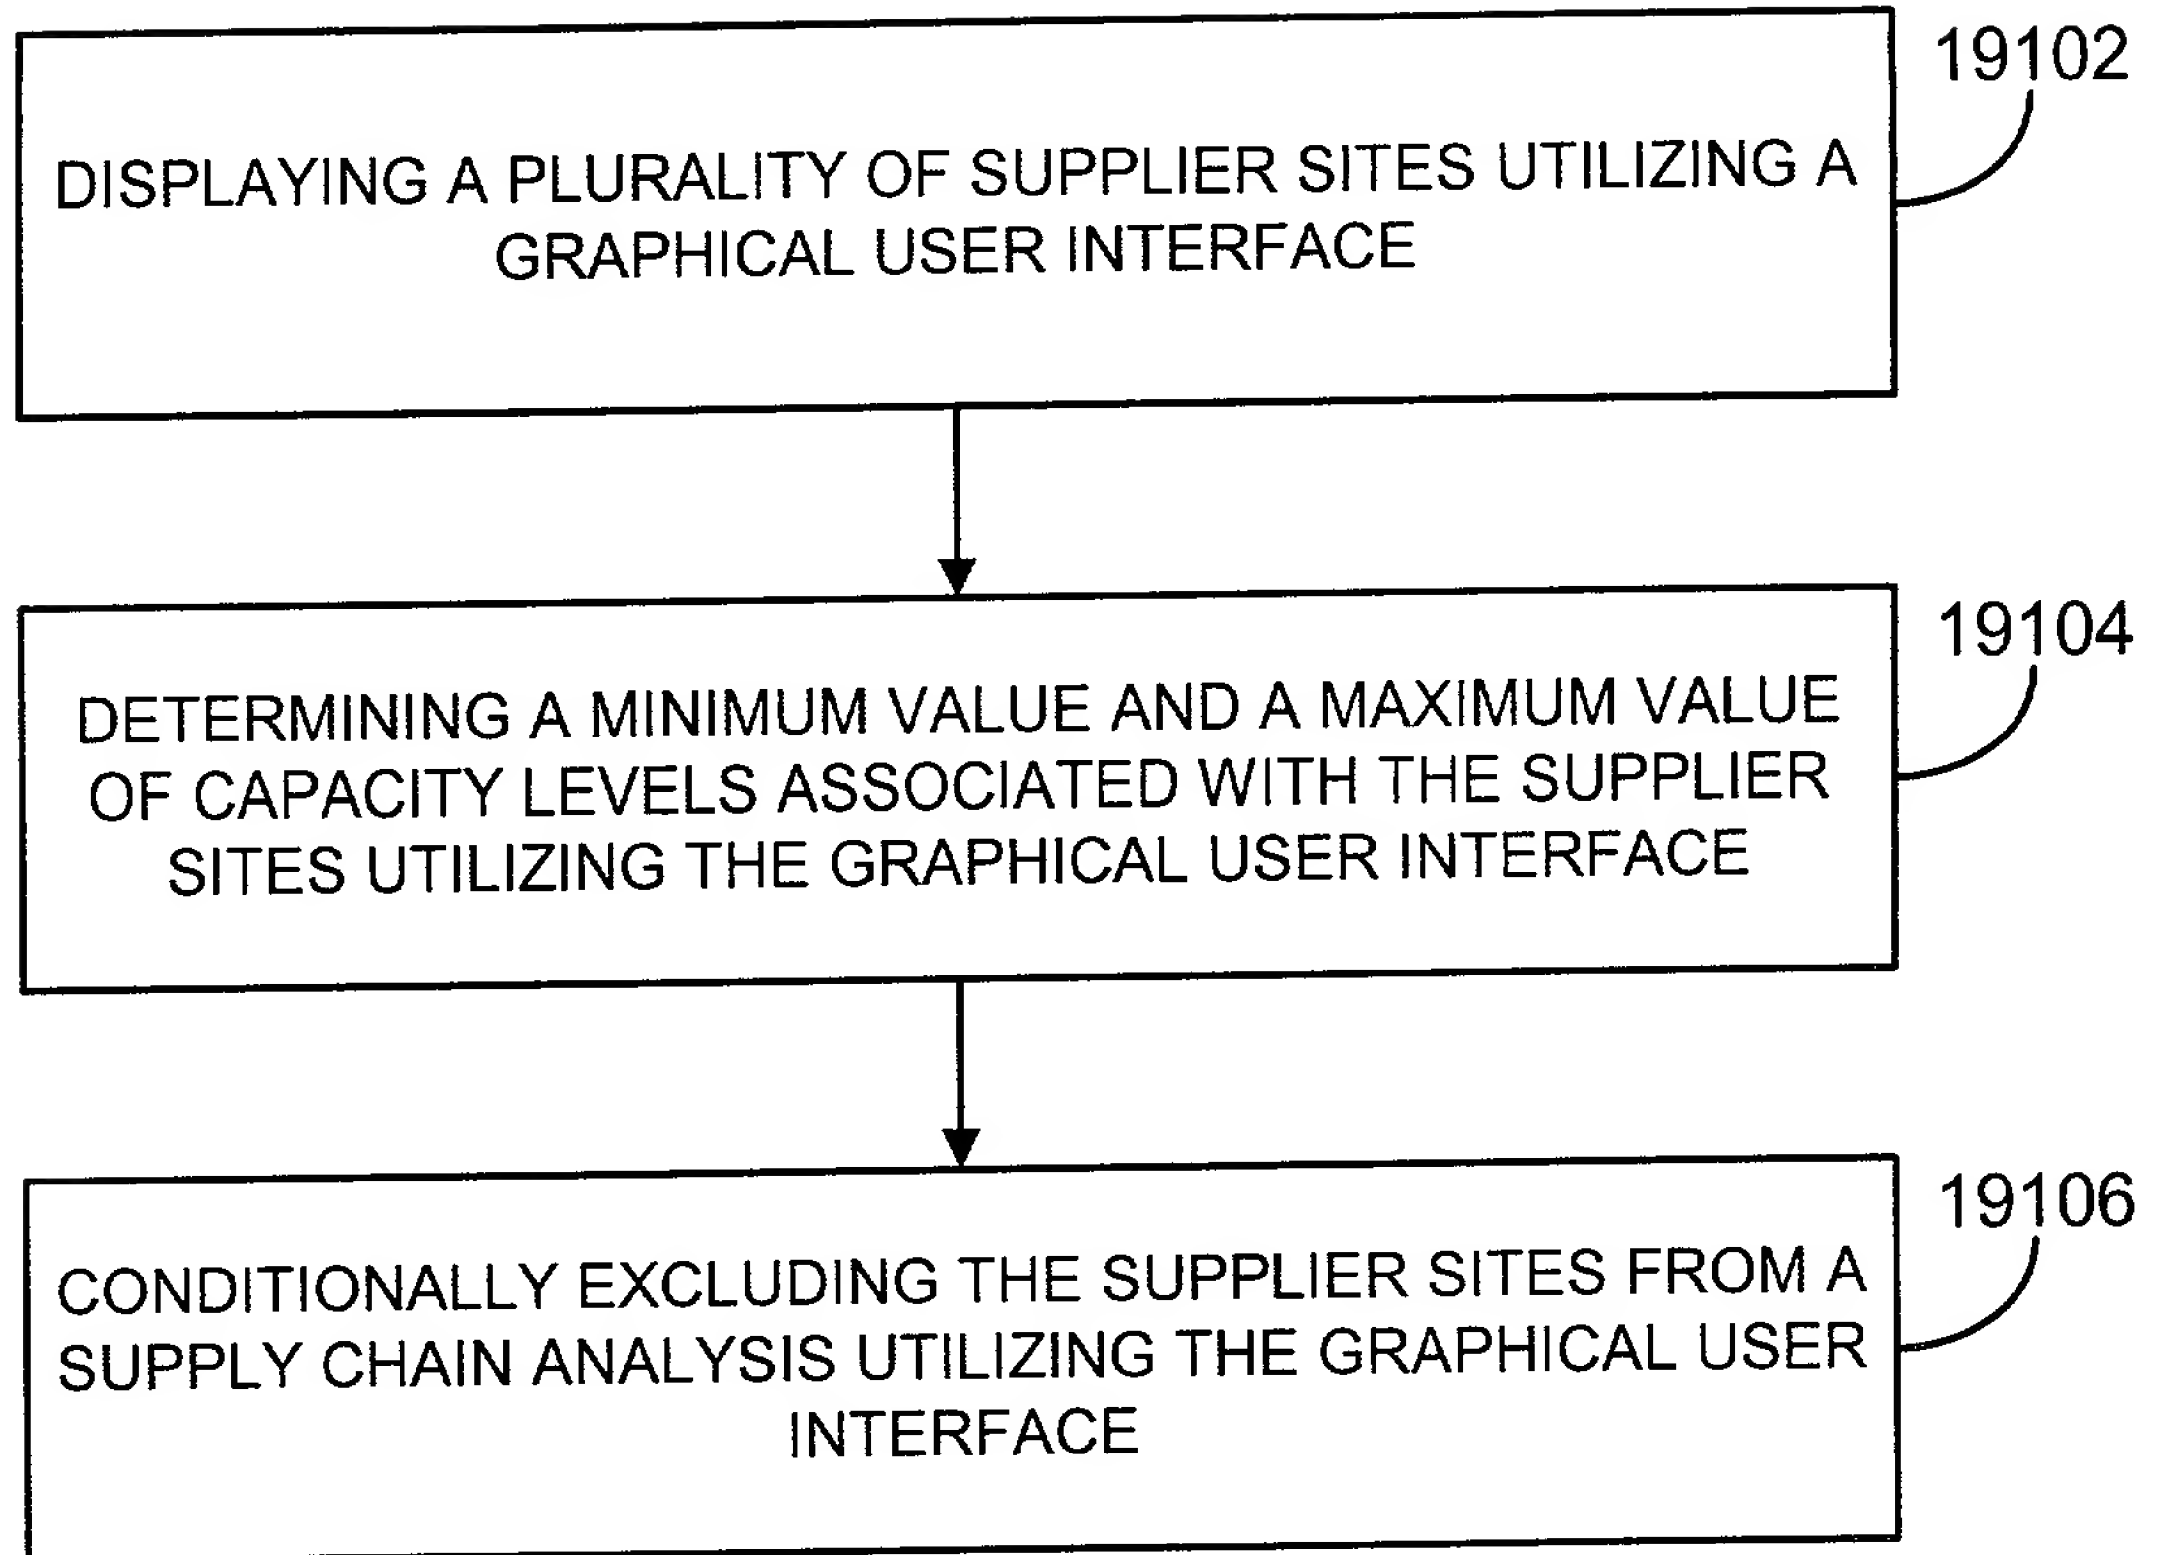 19102
DISPLAYING A PLURALITY OF SUPPLIER SITES UTILIZING A
GRAPHICAL USER INTERFACE
19104
DETERMINING A MINIMUM VALUE AND A MAXIMUM VALUE
OF CAPACITY LEVELS ASSOCIATED WITH THE SUPPLIER
SITES UTILIZING THE GRAPHICAL USER INTERFACE
19106
CONDITIONALLY EXCLUDING THE SUPPLIER SITES FROM A
SUPPLY CHAIN ANALYSIS UTILIZING THE GRAPHICAL USER
INTERFACE